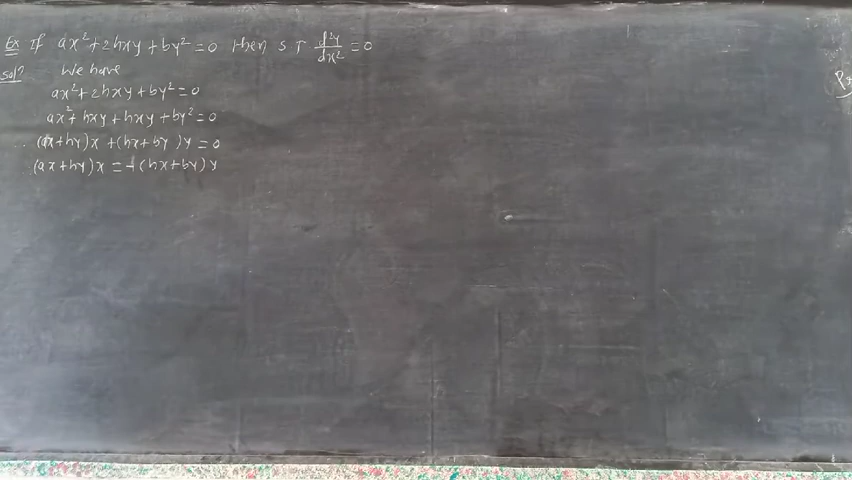 Ex If ax² + 2hxy + by² = 0 then S T d²y/dx² = 0
Solⁿ We have
ax² + 2hxy + by² = 0
ax² + hxy + hxy + by² = 0
∴ (ax + hy)x + (hx + by)y = 0
(ax + hy)x = -(hx + by)y